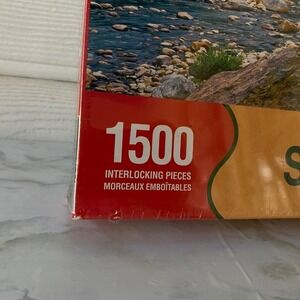 1500
INTERLOCKING PIECES
MORCEAUX EMBOÎTABLES
S